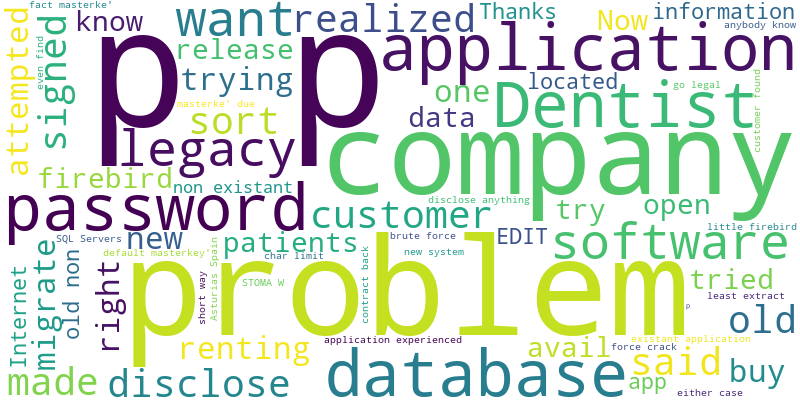 fact masterke'
know
want
realized
Thanks
Now
information
anybody know
even find
signed
attempted
release
trying
p p
application
masterke' due
sort
one
data
located
go legal
Dentist
customer found
legacy
company
firebird
non existant
password
customer
disclose anything
try
open
little firebird
SQL Servers
new
patients
brute force
EDIT
software
Internet
migrate
old non
default masterkey'
right
short way
Asturias Spain
char limit
STOMA W
problem
contract back
new system
tried
least extract
p
old
renting
application experienced
avail
force crack
existant application
said
made
disclose
database
app
buy
either case